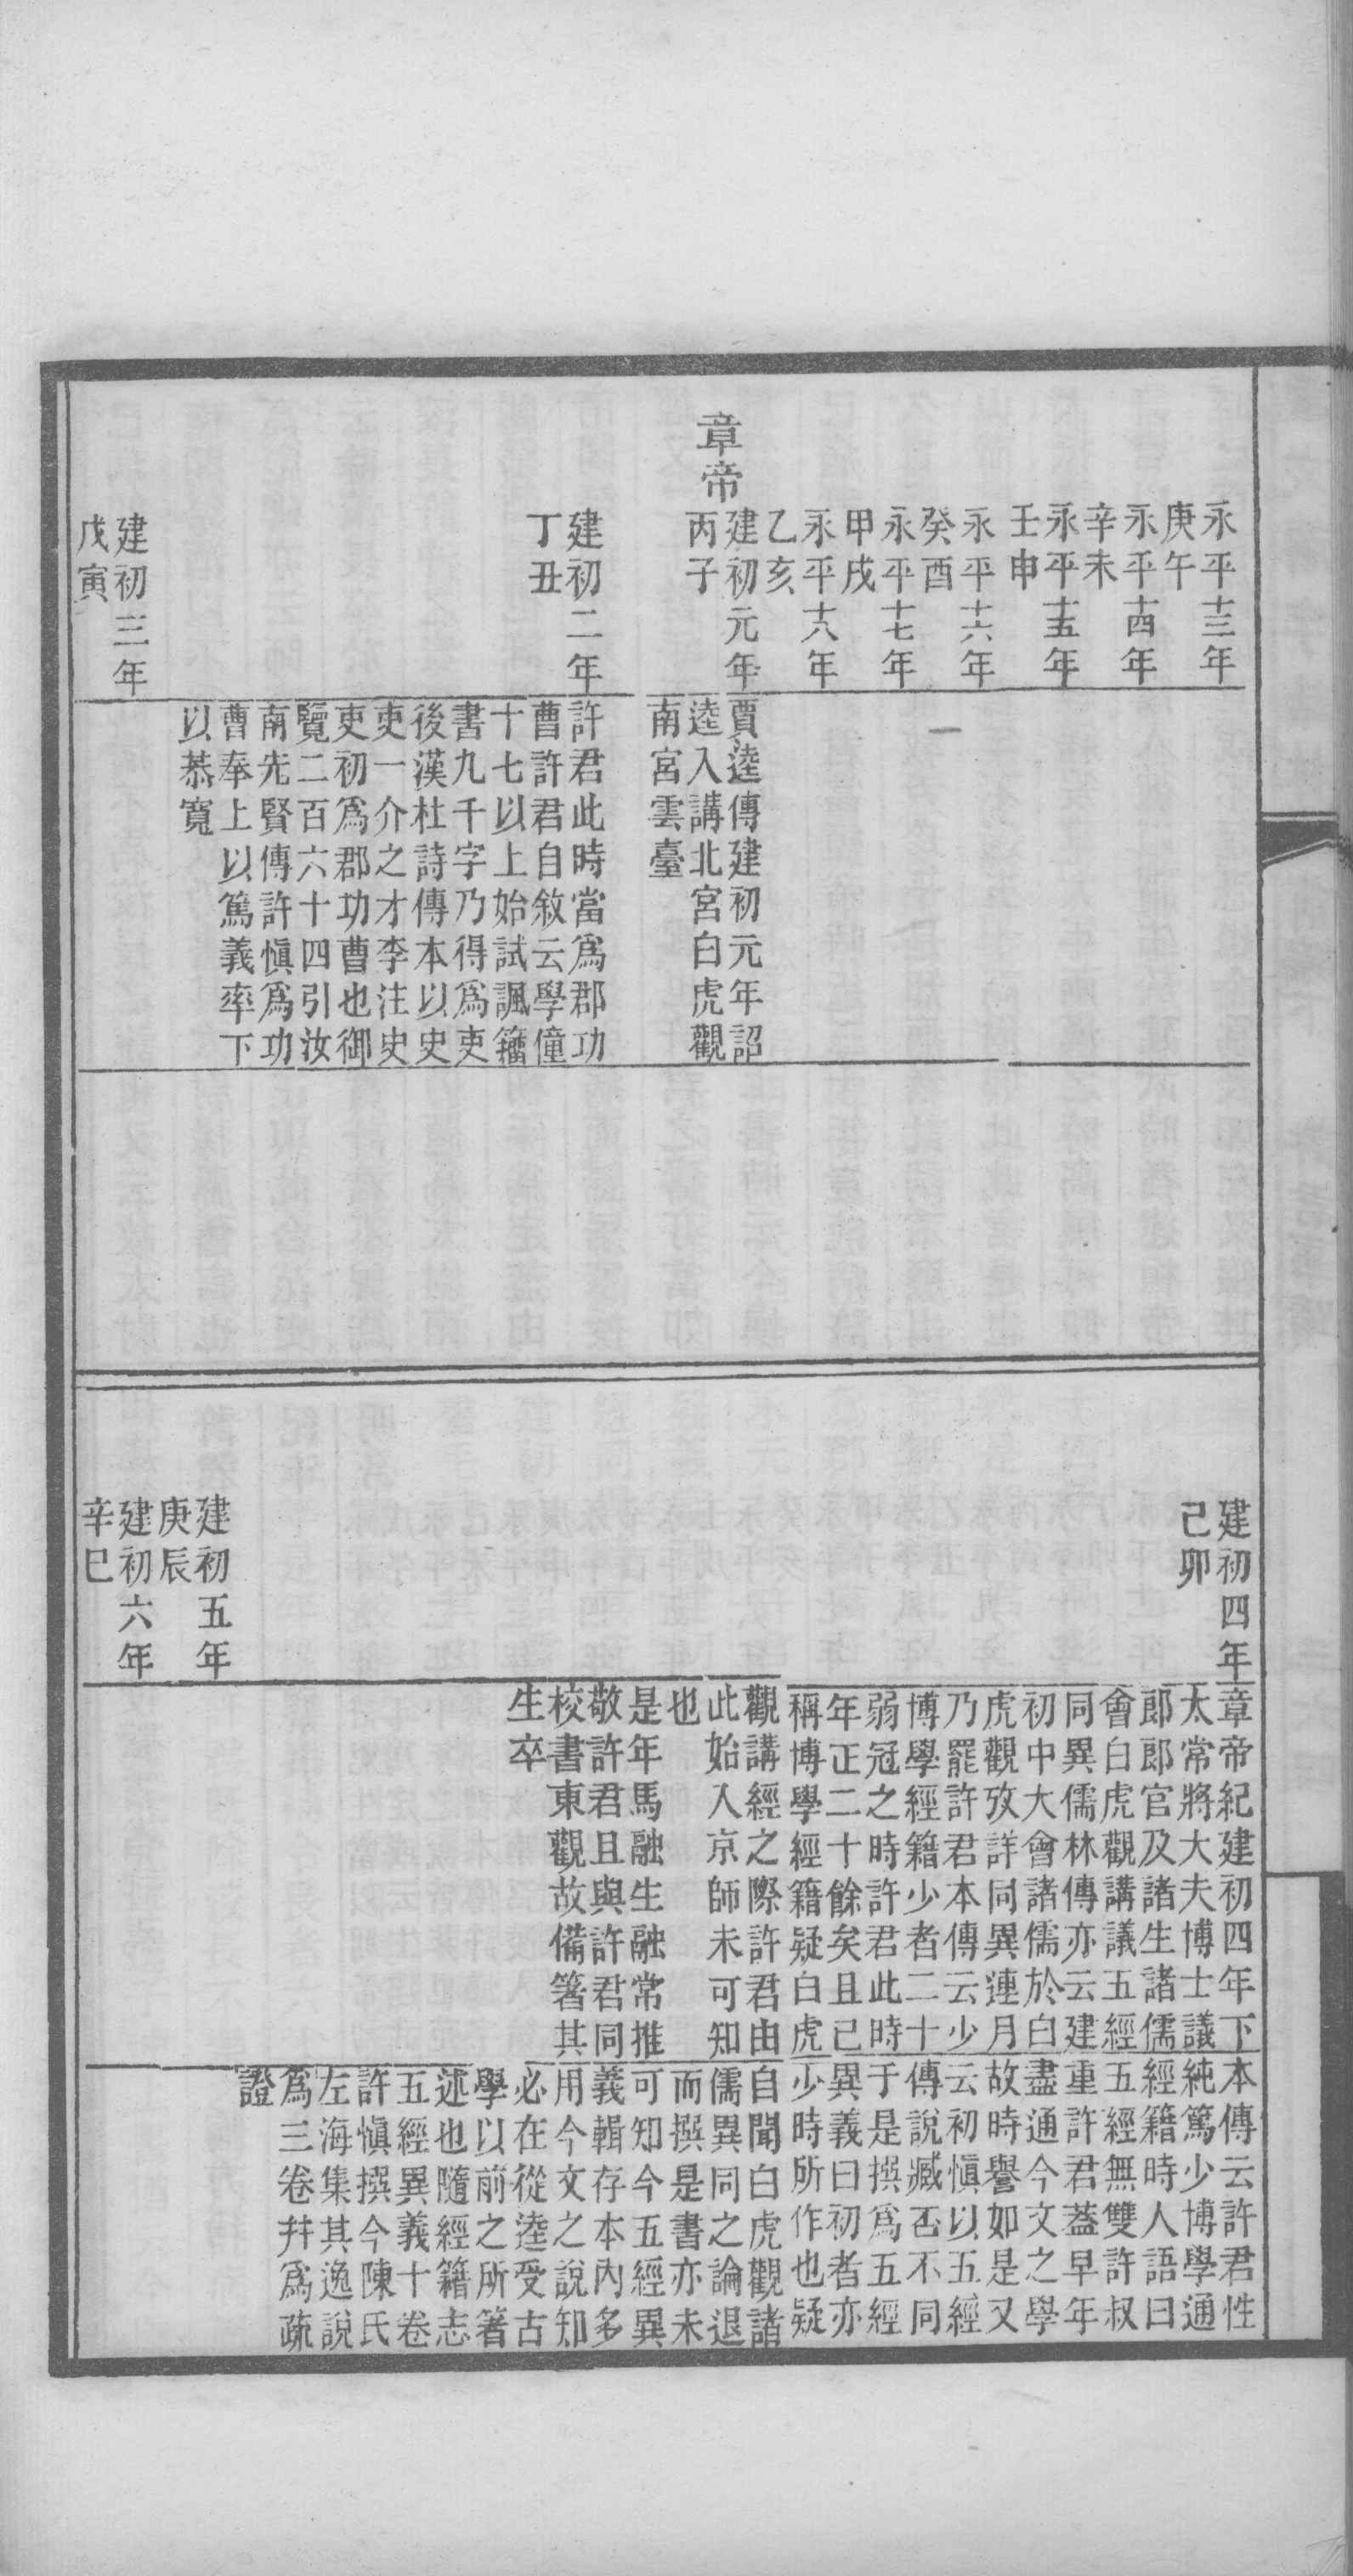 永平十三年
庚午
永平十四年
辛未
永平十五年
壬申
永平十六年
癸酉
永平十七年
甲戌
永平十八年
乙亥
章帝
建初元年
丙子
賈逵傳建初元年詔
逵入講北宮白虎觀
南宮雲臺
建初二年
丁丑
許君此時當爲郡功
曹許君自敘云學僮
十七以上始試諷籀
書九千字乃得爲吏
後漢杜詩傳本以史
吏一介之才李注史
吏初爲郡功曹也御
覽二百六十四引汝
南先賢傳許愼爲功
曹奉上以篤義率下
以恭寬
建初三年
戊寅
建初四年
己卯
章帝紀建初四年下
太常將大夫博士議
郎郎官及諸生諸儒
會白虎觀講議五經
同異儒林傳亦云建
初中大會諸儒於白
虎觀攷詳同異連月
乃罷許君本傳云少
博學經籍少者二十
弱冠之時許君此時
年正二十餘矣且已
稱博學經籍疑白虎
觀講經之際許君由
此始入京師未可知
也
是年馬融生融常推
敬許君且與許君同
校書東觀故備箸其
生卒
本傳云許君性
純篤少博學通
經籍時人語曰
五經無雙許叔
重許君蓋早年
盡通今文之學
故時譽如是又
云初愼以五經
傳說臧否不同
于是撰爲五經
異義曰初者亦
少時所作也疑
自聞白虎觀諸
儒異同之論退
而撰是書亦未
可知今五經異
義輯存本內多
用今文之說知
必在從逵受古
學以前之所著
述也隨經籍志
五經異義十卷
許愼撰今陳氏
左海集其逸說
爲三卷幷爲疏
證
建初五年
庚辰
建初六年
辛巳